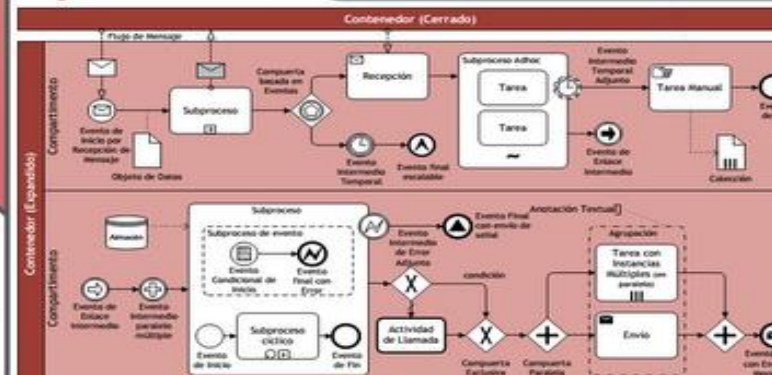 Contenedor (Cerrado)
Contenedor (Expandido)
Compartimento
Flujo de Mensaje
Evento de
Inicio por
Recepción de
Mensaje
Objeto de Datos
Subproceso
Compuerta
basada en
Eventos
Recepción
Evento
Intermedio
Temporal
Evento final
escalable
Subproceso Adhoc
Tarea
Tarea
Evento
Intermedio
Temporal
Adjunto
Evento de
Enlace
Intermedio
Tarea Manual
Colección
Compartimento
Almacén
Evento de
Enlace
Intermedio
Evento
Intermedio
paralelo
múltiple
Subproceso
Subproceso de evento
Evento
Condicional de
Inicio
Evento
final con
Error
Evento
de Inicio
Subproceso
cíclico
Evento
de Fin
Evento
Intermedio
de Error
Adjunto
Evento Final
con envío de
señal
condición
Actividad
de Llamada
Compuerta
Exclusiva
Compuerta
Paralela
Anotación Textual
Agrupación
Tarea con
Instancias
Múltiples (en
paralelo)
Envío